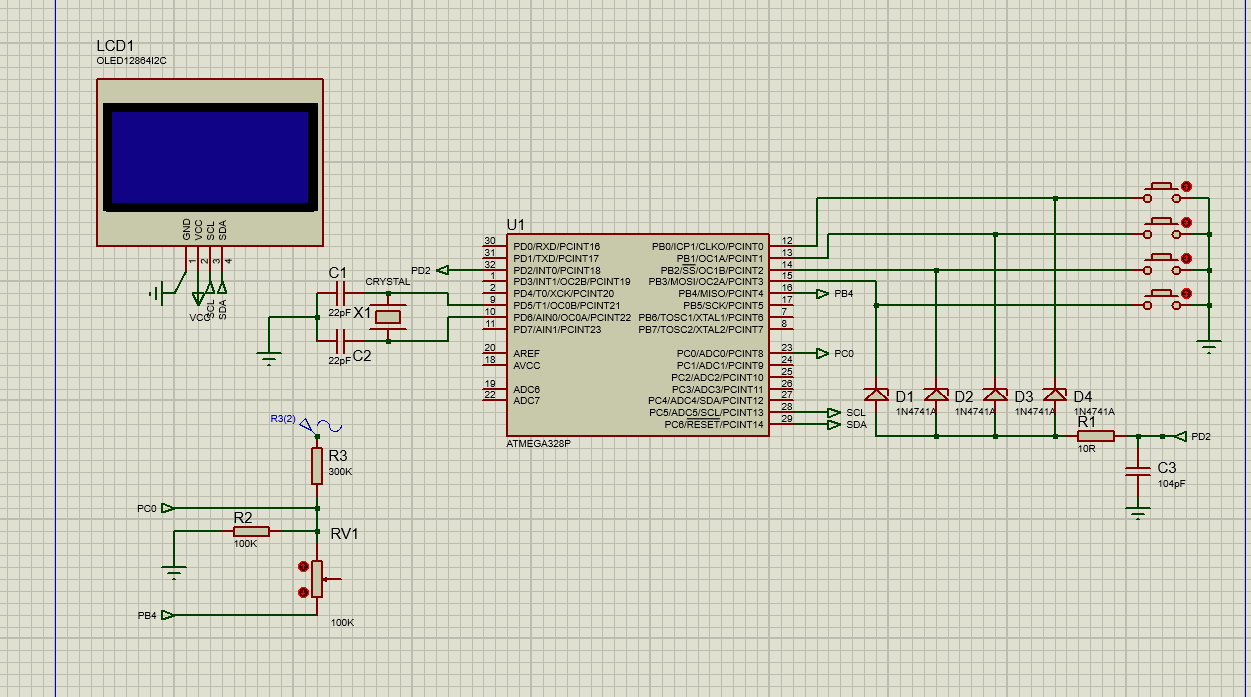 LCD1
OLED12864I2C
GND
VCC
SCL
SDA
1
2
3
4
VCC
SCL
SDA
C1
22pF
CRYSTAL
X1
22pF
C2
PD2
U1
30 PD0/RXD/PCINT16
31 PD1/TXD/PCINT17
32 PD2/INT0/PCINT18
1 PD3/INT1/OC2B/PCINT19
2 PD4/T0/XCK/PCINT20
9 PD5/T1/OC0B/PCINT21
10 PD6/AIN0/OC0A/PCINT22
11 PD7/AIN1/PCINT23
20 AREF
18 AVCC
19 ADC6
22 ADC7
PB0/ICP1/CLKO/PCINT0 12
PB1/OC1A/PCINT1 13
PB2/SS/OC1B/PCINT2 14
PB3/MOSI/OC2A/PCINT3 15
PB4/MISO/PCINT4 16 PB4
PB5/SCK/PCINT5 17
PB6/TOSC1/XTAL1/PCINT6 7
PB7/TOSC2/XTAL2/PCINT7 8
PC0/ADC0/PCINT8 23 PC0
PC1/ADC1/PCINT9 24
PC2/ADC2/PCINT10 25
PC3/ADC3/PCINT11 26
PC4/ADC4/SDA/PCINT12 27
PC5/ADC5/SCL/PCINT13 28 SCL
PC6/RESET/PCINT14 29 SDA
ATMEGA328P
D1
1N4741A
D2
1N4741A
D3
1N4741A
D4
1N4741A
R1
10R
PD2
C3
104pF
R3(2)
R3
300K
PC0
R2
100K
RV1
PB4
100K